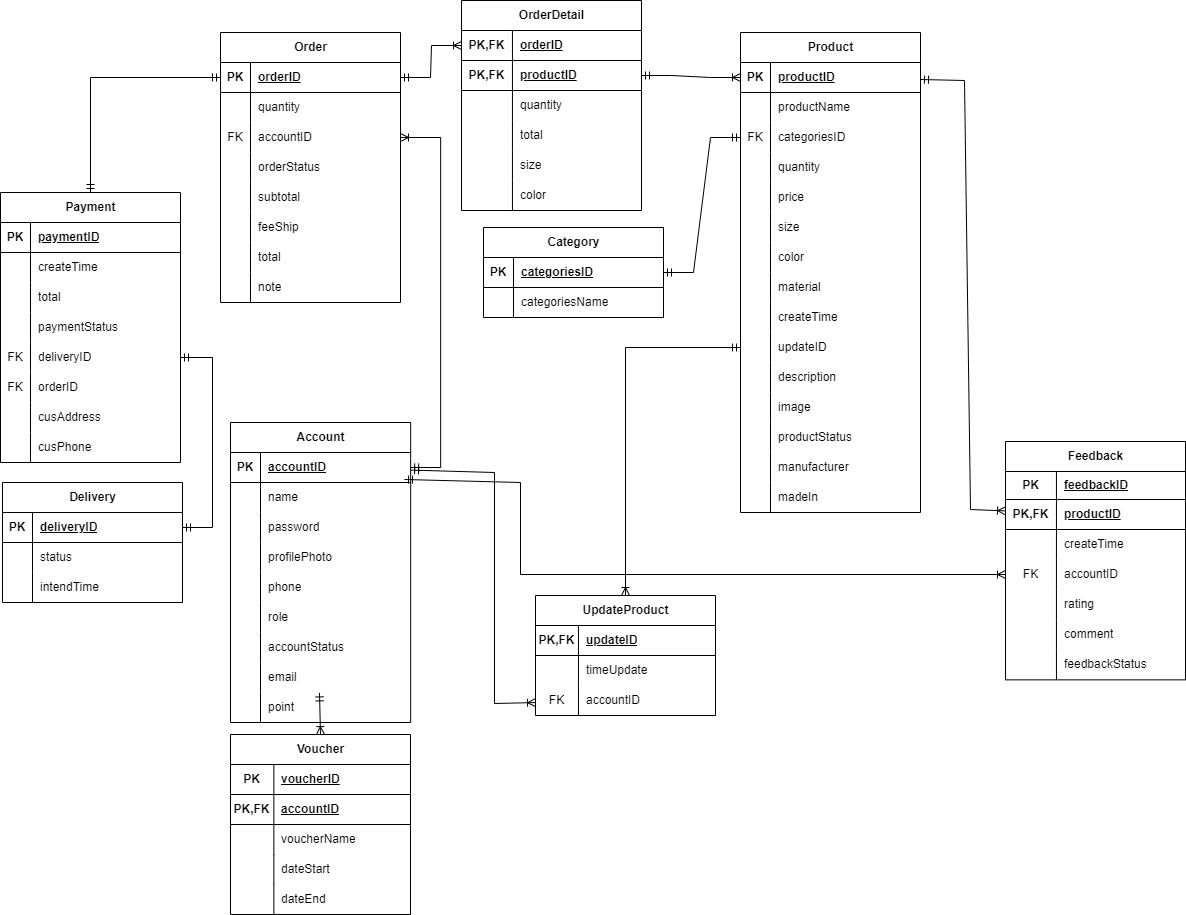 OrderDetail
PK,FK orderID
PK,FK productID
quantity
total
size
color
Order
PK orderID
quantity
FK accountID
orderStatus
subtotal
feeShip
total
note
Product
PK productID
productName
FK categoriesID
quantity
price
size
color
material
createTime
updateID
description
image
productStatus
manufacturer
madeIn
Payment
PK paymentID
createTime
total
paymentStatus
FK deliveryID
FK orderID
cusAddress
cusPhone
Category
PK categoriesID
categoriesName
Account
PK accountID
name
password
profilePhoto
phone
role
accountStatus
email
point
Feedback
PK feedbackID
PK,FK productID
createTime
FK accountID
rating
comment
feedbackStatus
Delivery
PK deliveryID
status
intendTime
UpdateProduct
PK,FK updateID
timeUpdate
FK accountID
Voucher
PK voucherID
PK,FK accountID
voucherName
dateStart
dateEnd